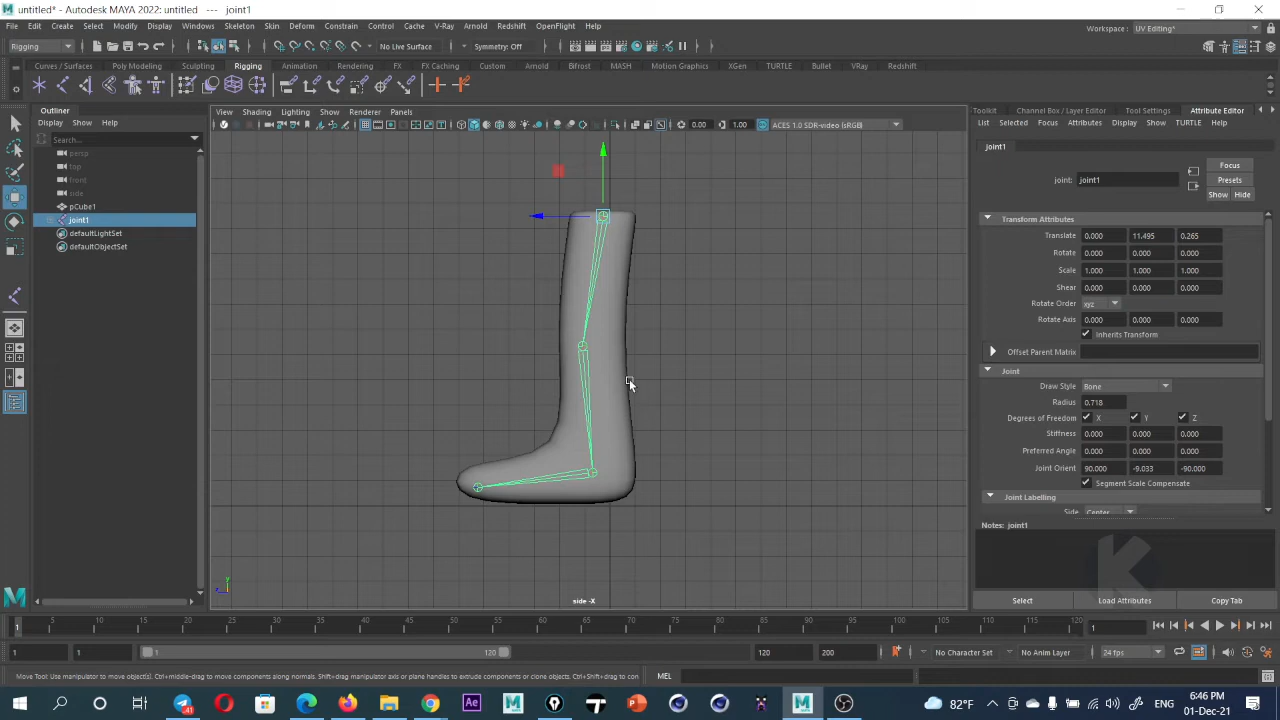 untitled* - Autodesk MAYA 2022: untitled --- joint1
File Edit Create Select Modify Display Windows Skeleton Skin Deform Constrain Control Cache V-Ray Arnold Redshift OpenFlight Help
Workspace : UV Editing*
Rigging No Live Surface Symmetry: Off
Curves / Surfaces Poly Modeling Sculpting Rigging Animation Rendering FX FX Caching Custom Arnold Bifrost MASH Motion Graphics XGen TURTLE Bullet VRay Redshift
Outliner
Display Show Help
Search...
persp
top
front
side
pCube1
joint1
defaultLightSet
defaultObjectSet
View Shading Lighting Show Renderer Panels
0.00 1.00 ACES 1.0 SDR-video (sRGB)
side -X
Toolkit Channel Box / Layer Editor Tool Settings Attribute Editor
List Selected Focus Attributes Display Show TURTLE Help
joint1
Focus
joint: joint1 Presets
Show Hide
Transform Attributes
Translate 0.000 11.495 0.265
Rotate 0.000 0.000 0.000
Scale 1.000 1.000 1.000
Shear 0.000 0.000 0.000
Rotate Order xyz
Rotate Axis 0.000 0.000 0.000
Inherits Transform
Offset Parent Matrix
Joint
Draw Style Bone
Radius 0.718
Degrees of Freedom X Y Z
Stiffness 0.000 0.000 0.000
Preferred Angle 0.000 0.000 0.000
Joint Orient 90.000 -9.033 -90.000
Segment Scale Compensate
Joint Labelling
Side Center
Notes: joint1
Select Load Attributes Copy Tab
5 10 15 20 25 30 35 40 45 50 55 60 65 70 75 80 85 90 95 100 105 110 115 120
1 1
1 1 1 120 120 200 No Character Set No Anim Layer 24 fps
Move Tool: Use manipulator to move object(s). Ctrl+middle-drag to move components along normals. Shift+drag manipulator axis or plane handles to extrude components or clone objects. Ctrl+Shift+drag to con
MEL
41 99+
82°F ENG 6:46 PM
01-Dec-21